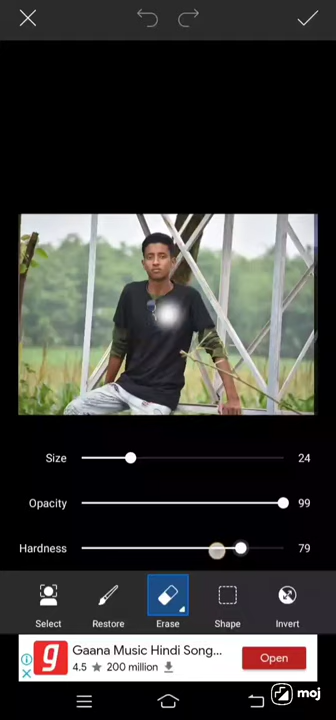 Size 24
Opacity 99
Hardness 79
Select Restore Erase Shape Invert
Gaana Music Hindi Song...
4.5 ★ 200 million
Open
moj